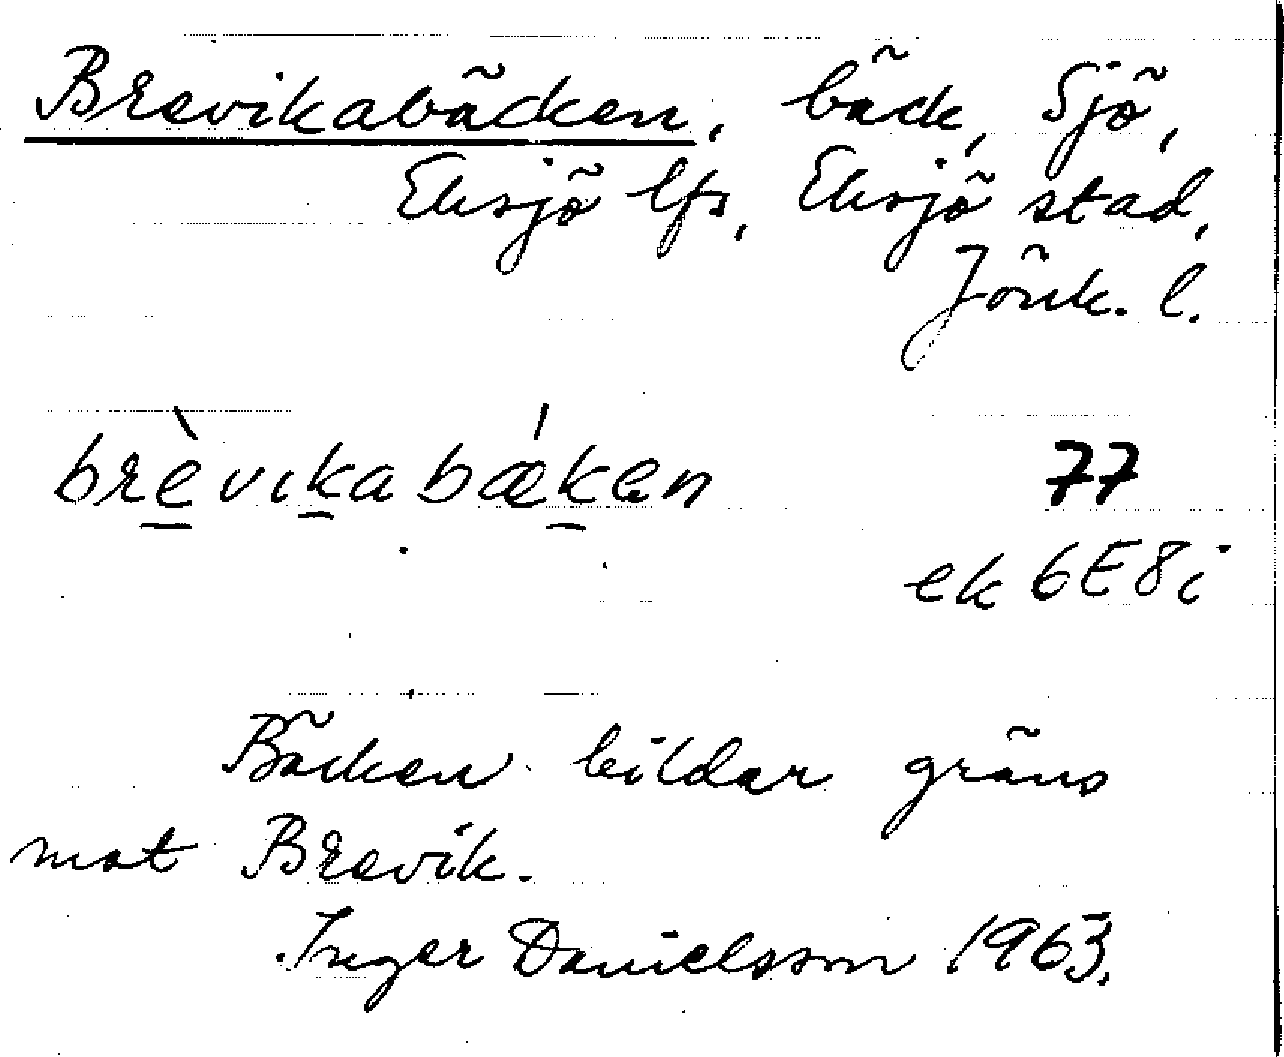 Brevikabäcken, bäck, Sjö,
Eksjö lfs, Eksjö stad,
Jönk. l.
brèvikabǽken 77
ek 6E8i
Bäcken bildar gräns
mot Brevik.
Inger Danielsson 1963.